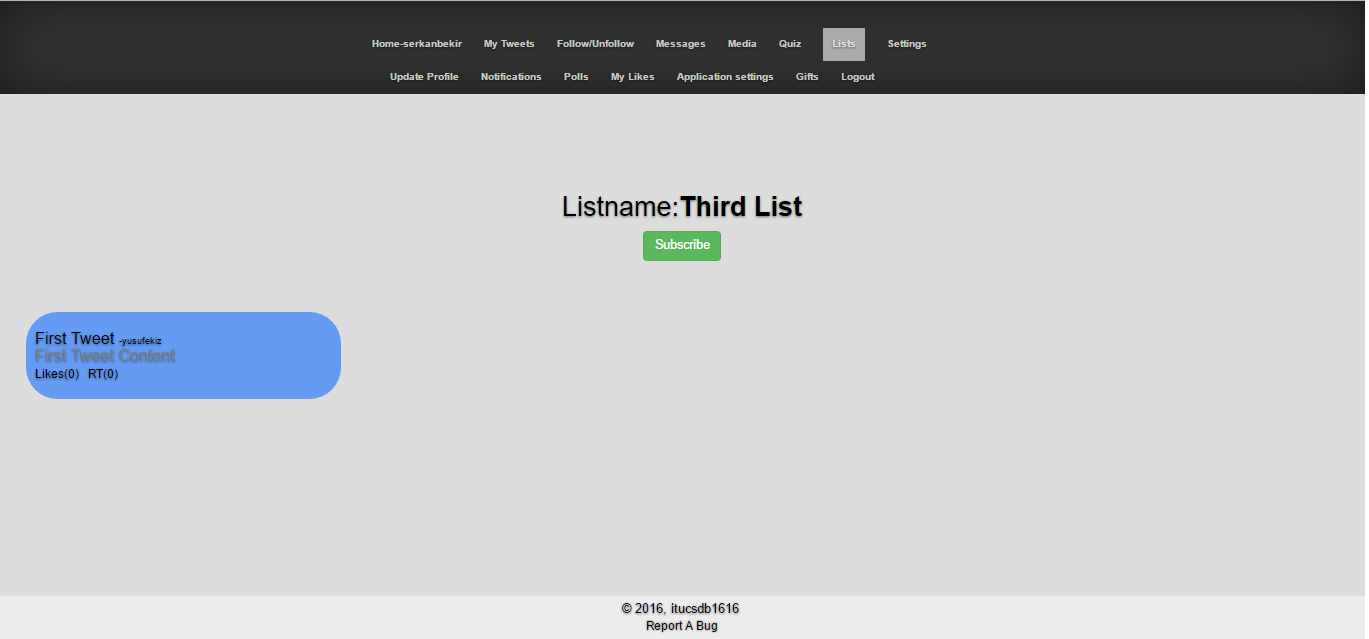 Home-serkanbekir My Tweets Follow/Unfollow Messages Media Quiz Lists Settings
Update Profile Notifications Polls My Likes Application settings Gifts Logout
Listname:Third List
Subscribe
First Tweet -yusufekiz
First Tweet Content
Likes(0) RT(0)
© 2016, itucsdb1616
Report A Bug